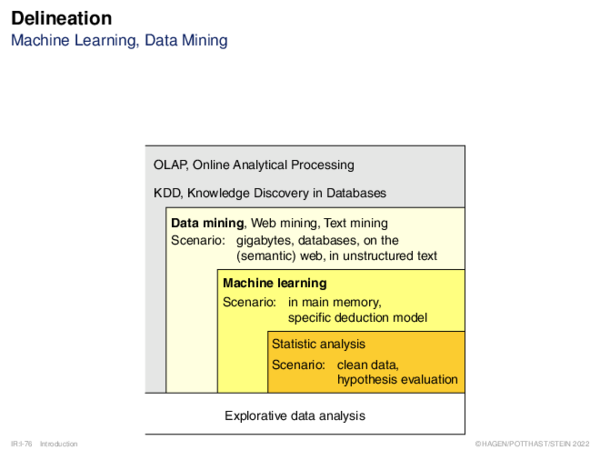 Delineation
Machine Learning, Data Mining
OLAP, Online Analytical Processing
KDD, Knowledge Discovery in Databases
Data mining, Web mining, Text mining
Scenario: gigabytes, databases, on the
(semantic) web, in unstructured text
Machine learning
Scenario: in main memory,
specific deduction model
Statistic analysis
Scenario: clean data,
hypothesis evaluation
Explorative data analysis
IR:I-76 Introduction
©HAGEN/POTTHAST/STEIN 2022